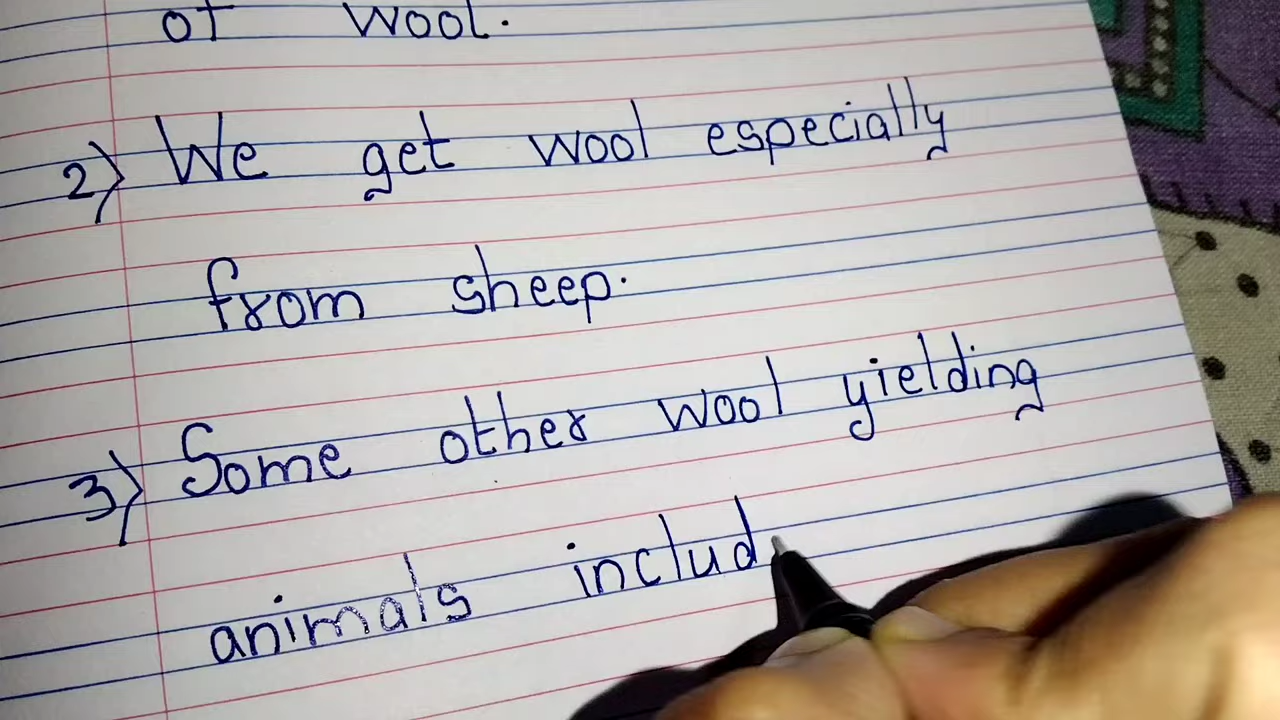 of wool.
2) We get wool especially
from sheep.
3) Some other wool yielding
animals includ